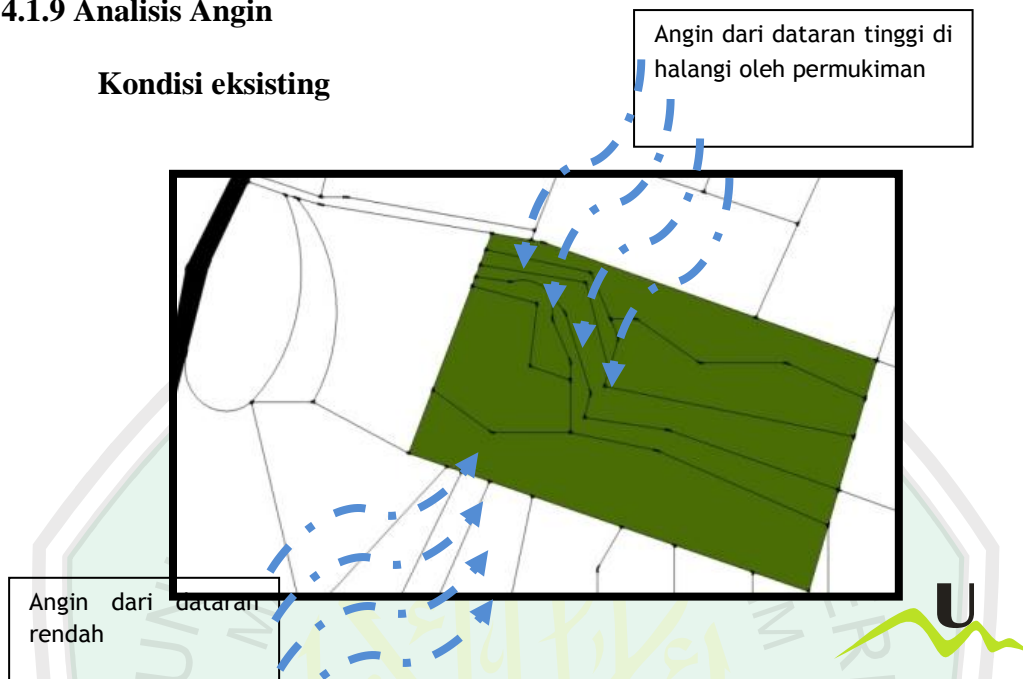 4.1.9 Analisis Angin
Angin dari dataran tinggi di
halangi oleh permukiman
Kondisi eksisting
Angin dari dataran
rendah
U